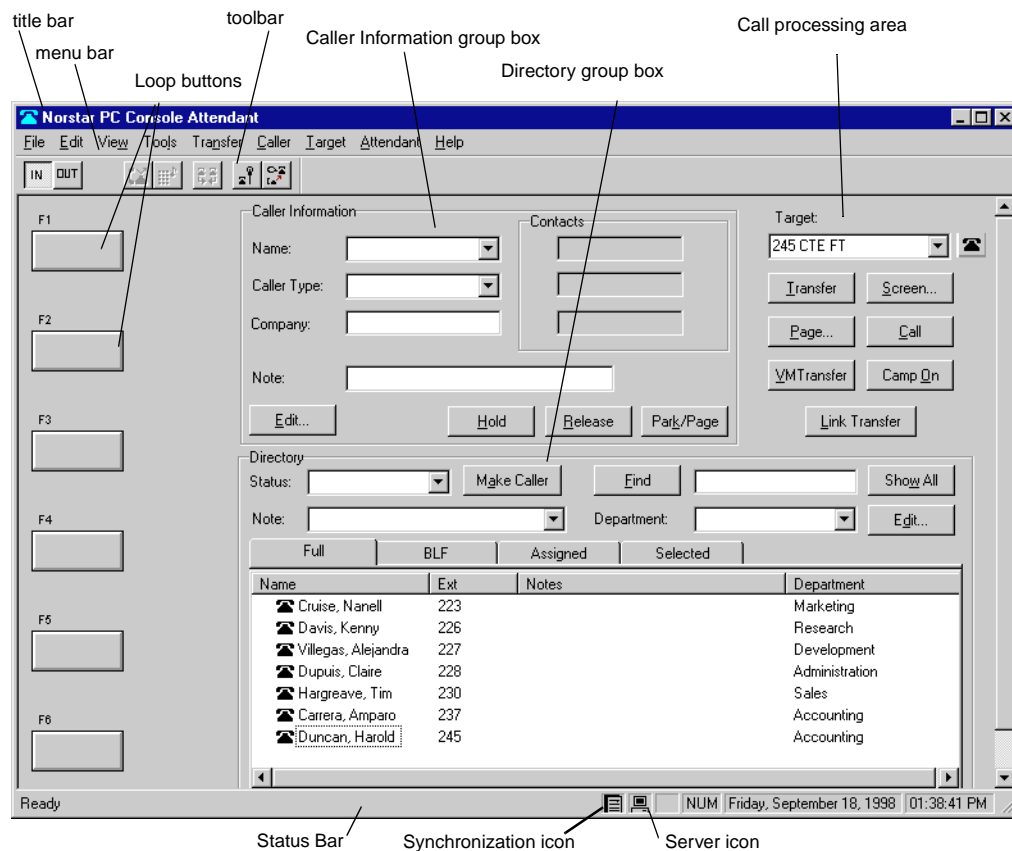 title bar
toolbar
Call processing area
menu bar
Caller Information group box
Directory group box
Loop buttons
Norstar PC Console Attendant
File Edit View Tools Transfer Caller Target Attendant Help
IN OUT
F1
Caller Information
Contacts
Target:
Name:
245 CTE FT
Caller Type:
Transfer Screen...
F2
Company:
Page... Call
Note:
VMTransfer Camp On
F3
Edit... Hold Release Park/Page
Link Transfer
Directory
Status: Make Caller Find Show All
F4
Note: Department: Edit...
Full BLF Assigned Selected
Name Ext Notes Department
Cruise, Nanell 223 Marketing
F5
Davis, Kenny 226 Research
Villegas, Alejandra 227 Development
Dupuis, Claire 228 Administration
Hargreave, Tim 230 Sales
F6
Carrera, Amparo 237 Accounting
Duncan, Harold 245 Accounting
Ready NUM Friday, September 18, 1998 01:38:41 PM
Status Bar Synchronization icon Server icon